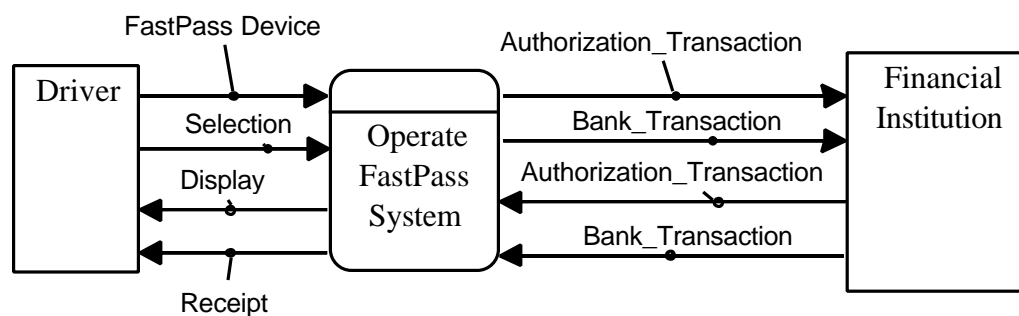 FastPass Device
Authorization_Transaction
Driver
Financial
Institution
Selection
Bank_Transaction
Operate
FastPass
System
Display
Authorization_Transaction
Bank_Transaction
Receipt